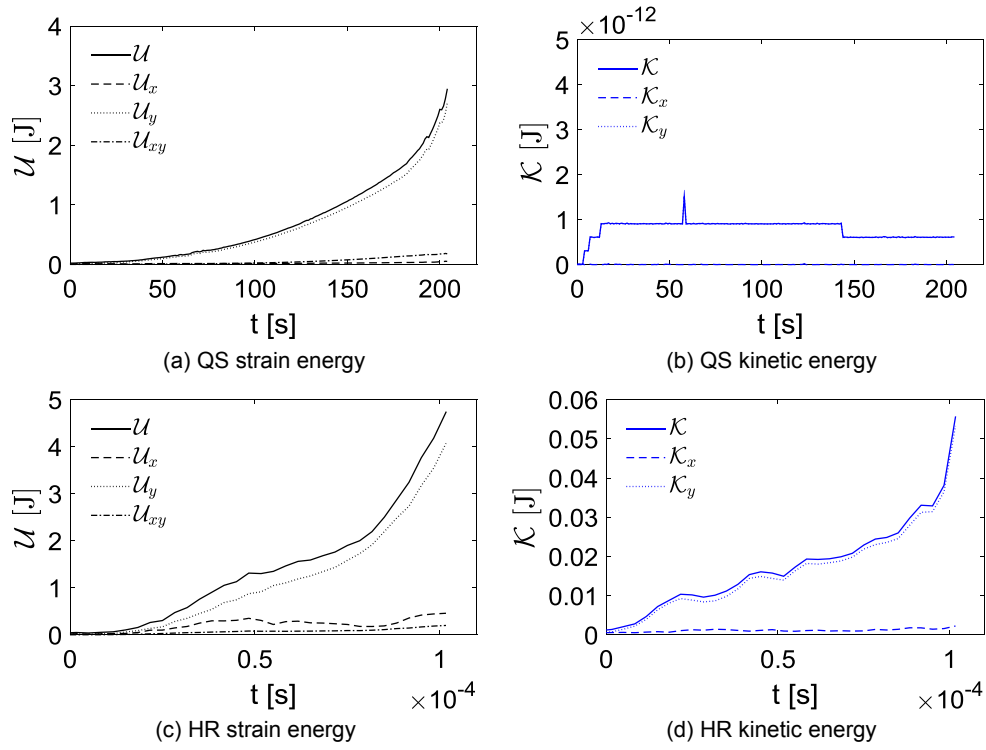 4
3
2
1
0
𝒰 [J]
𝒰
𝒰x
𝒰y
𝒰xy
0
50
100
150
200
t [s]
(a) QS strain energy
×10-12
5
4
3
2
1
0
𝒦 [J]
𝒦
𝒦x
𝒦y
0
50
100
150
200
t [s]
(b) QS kinetic energy
5
4
3
2
1
0
𝒰 [J]
𝒰
𝒰x
𝒰y
𝒰xy
0
0.5
1
t [s]
×10-4
(c) HR strain energy
0.06
0.05
0.04
0.03
0.02
0.01
0
𝒦 [J]
𝒦
𝒦x
𝒦y
0
0.5
1
t [s]
×10-4
(d) HR kinetic energy